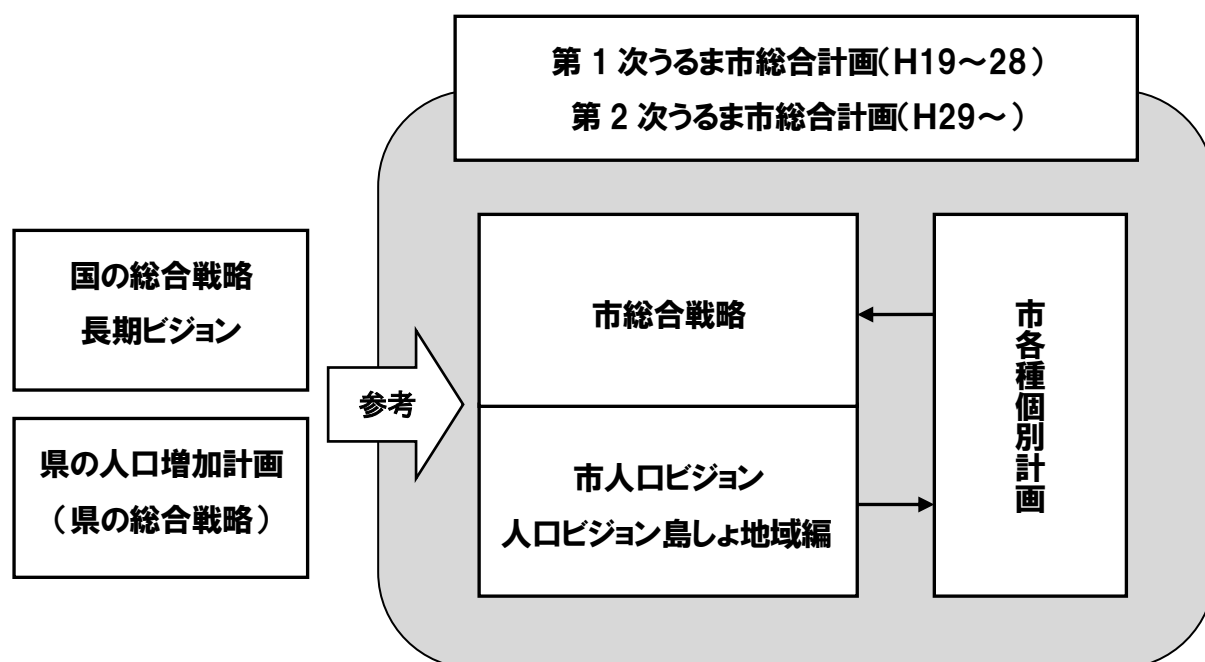 第1次うるま市総合計画(H19～28)
第2次うるま市総合計画(H29～ )
国の総合戦略
長期ビジョン
県の人口増加計画
（県の総合戦略）
参考
市総合戦略
市人口ビジョン
人口ビジョン島しょ地域編
市各種個別計画